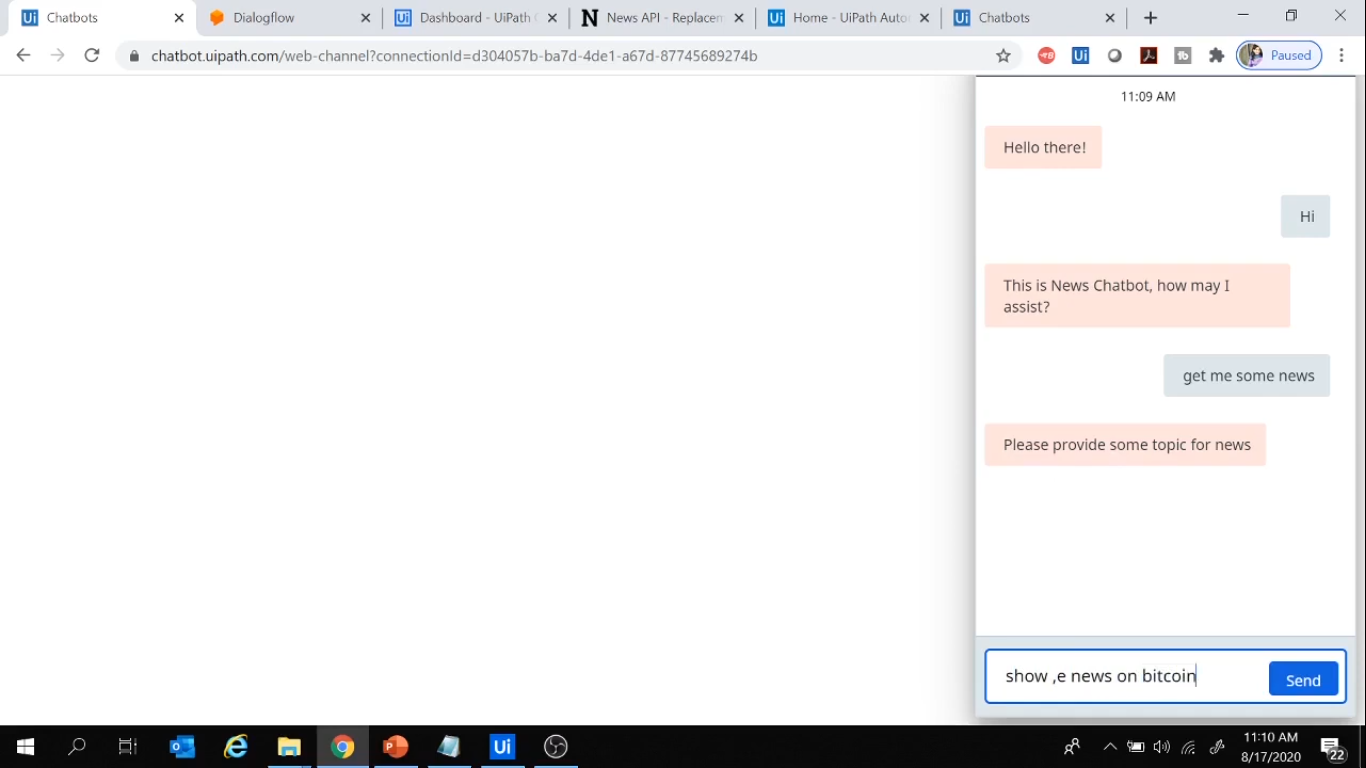 Chatbots
Dialogflow
Dashboard - UiPath C
News API - Replacem
Home - UiPath Auto
Chatbots
chatbot.uipath.com/web-channel?connectionId=d304057b-ba7d-4de1-a67d-87745689274b
Paused
11:09 AM
Hello there!
Hi
This is News Chatbot, how may I
assist?
get me some news
Please provide some topic for news
show ,e news on bitcoin
Send
11:10 AM
8/17/2020
22